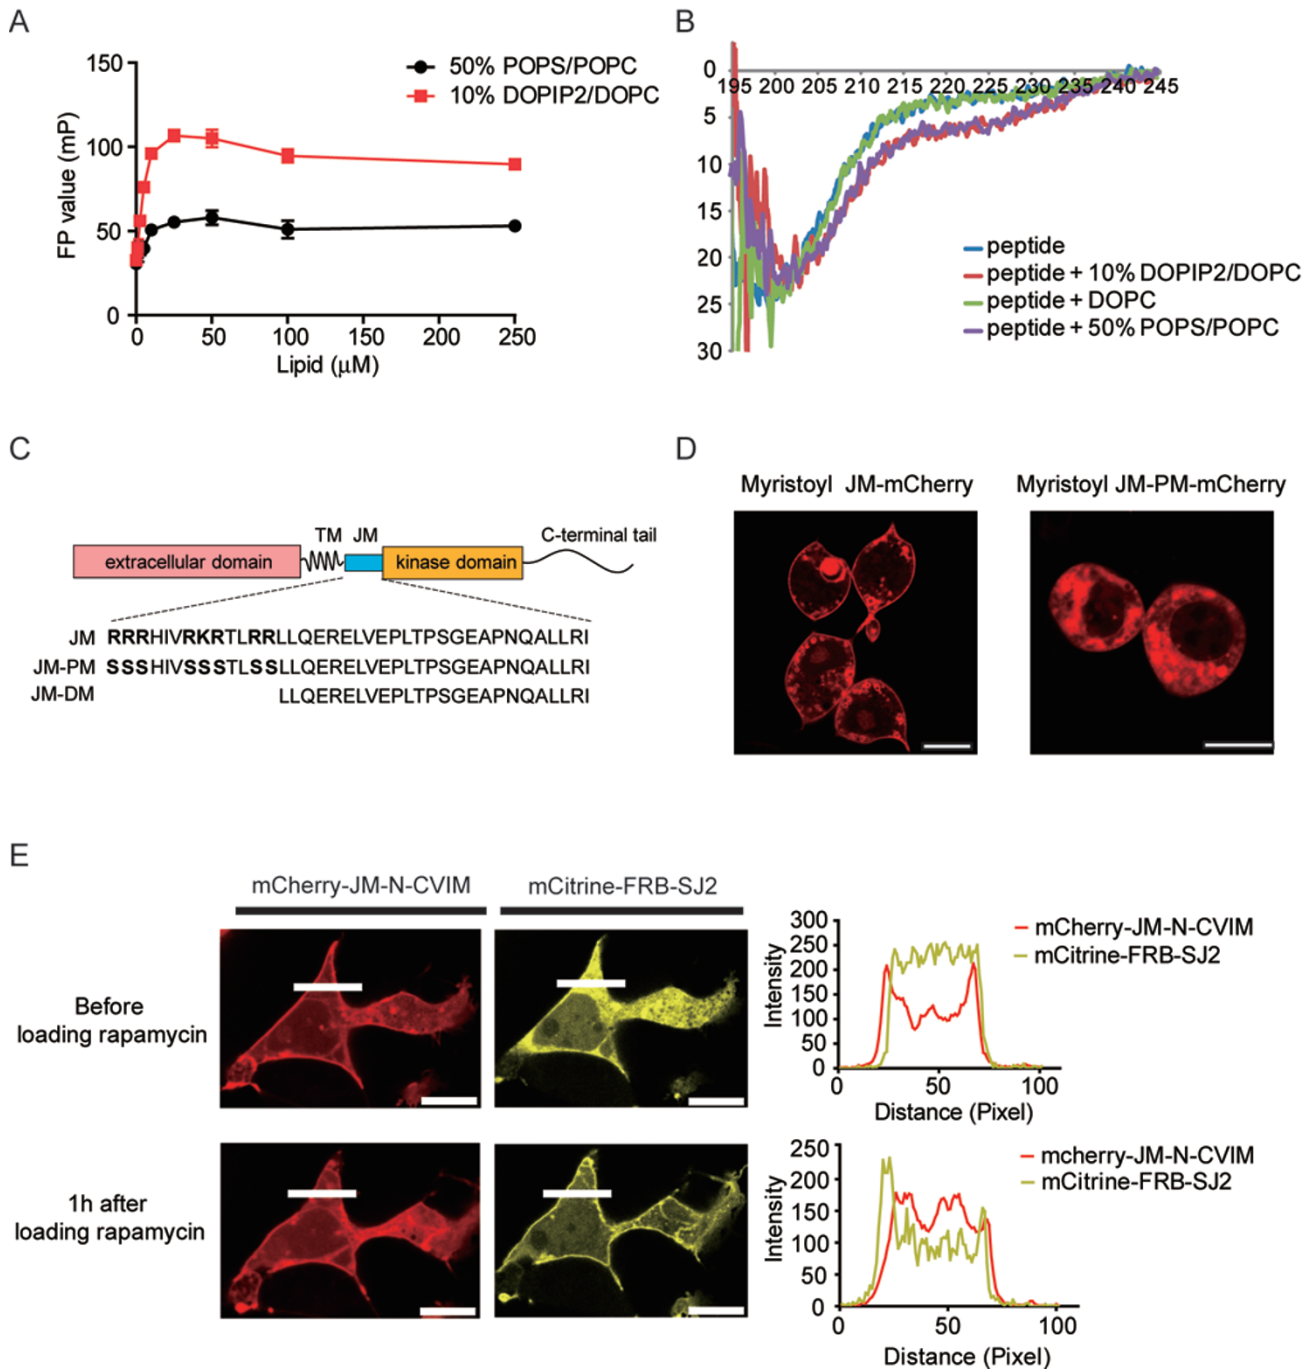 A
150
100
50
0
FP value (mP)
0 50 100 150 200 250
Lipid (µM)
50% POPS/POPC
10% DOPIP2/DOPC
B
0
5
10
15
20
25
30
195 200 205 210 215 220 225 230 235 240 245
peptide
peptide + 10% DOPIP2/DOPC
peptide + DOPC
peptide + 50% POPS/POPC
C
TM JM C-terminal tail
extracellular domain kinase domain
JM RRRHIVRKRTLRRLLQERELVEPLTPSGEAPNQALLRI
JM-PM SSSHIVSSSTLSSLLQERELVEPLTPSGEAPNQALLRI
JM-DM LLQERELVEPLTPSGEAPNQALLRI
D
Myristoyl JM-mCherry Myristoyl JM-PM-mCherry
E
mCherry-JM-N-CVIM mCitrine-FRB-SJ2
Before
loading rapamycin
300
250
200
150
100
50
0
Intensity
0 50 100
Distance (Pixel)
mCherry-JM-N-CVIM
mCitrine-FRB-SJ2
1h after
loading rapamycin
250
200
150
100
50
0
Intensity
0 50 100
Distance (Pixel)
mcherry-JM-N-CVIM
mCitrine-FRB-SJ2